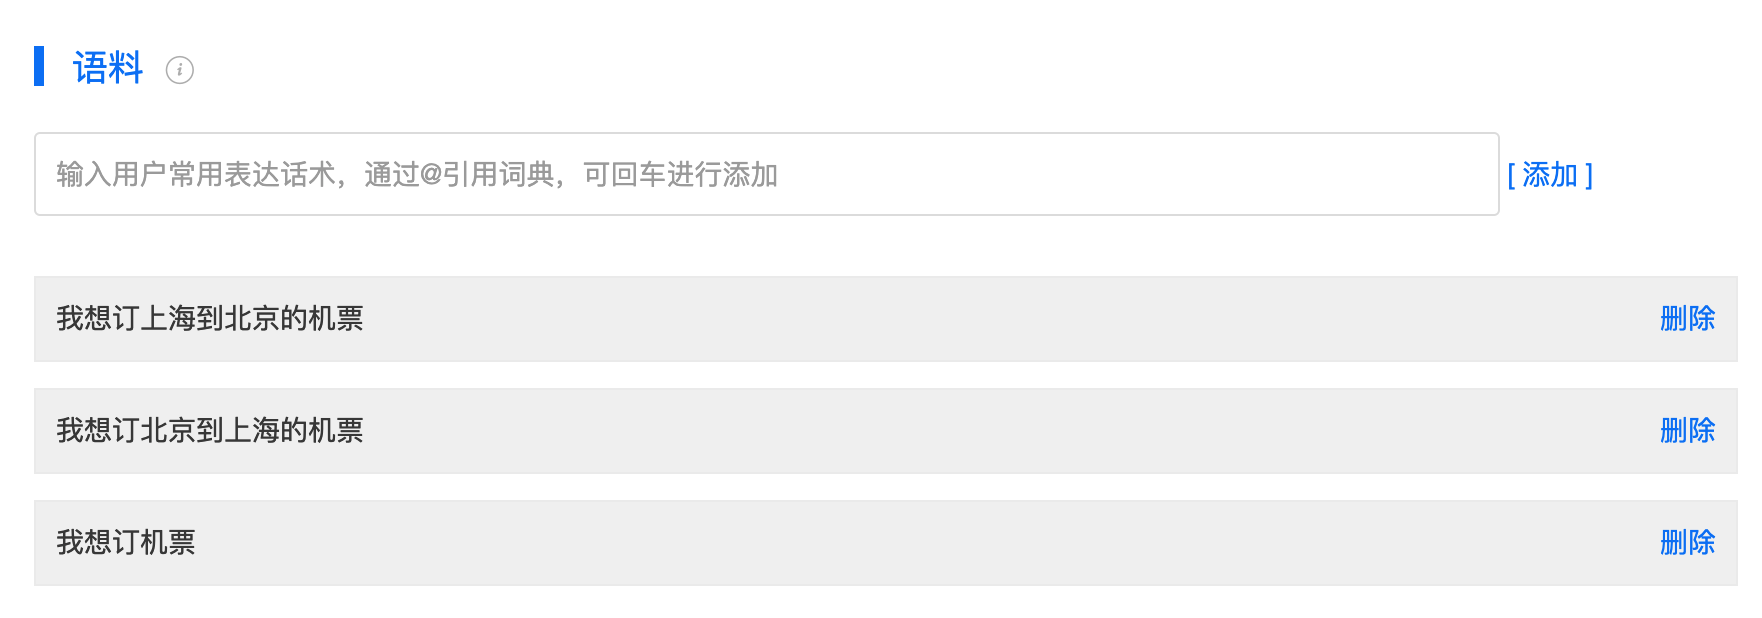 语料
输入用户常用表达话术，通过@引用词典，可回车进行添加 [ 添加 ]
我想订上海到北京的机票 删除
我想订北京到上海的机票 删除
我想订机票 删除